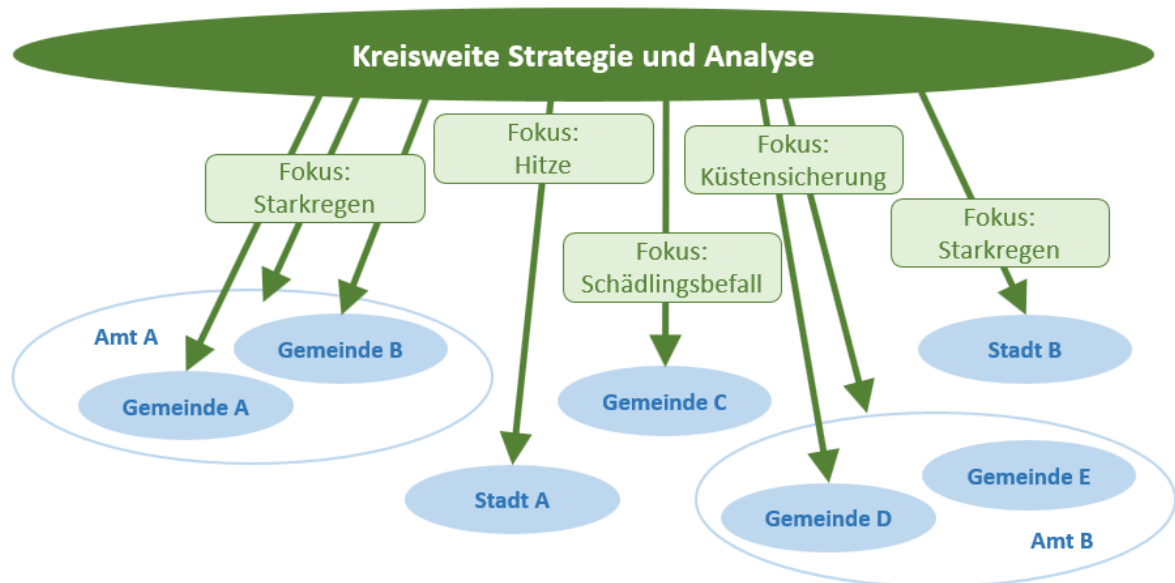 Kreisweite Strategie und Analyse
Fokus:
Starkregen
Fokus:
Hitze
Fokus:
Schädlingsbefall
Fokus:
Küstensicherung
Fokus:
Starkregen
Amt A
Gemeinde B
Gemeinde A
Stadt A
Gemeinde C
Stadt B
Gemeinde E
Gemeinde D
Amt B